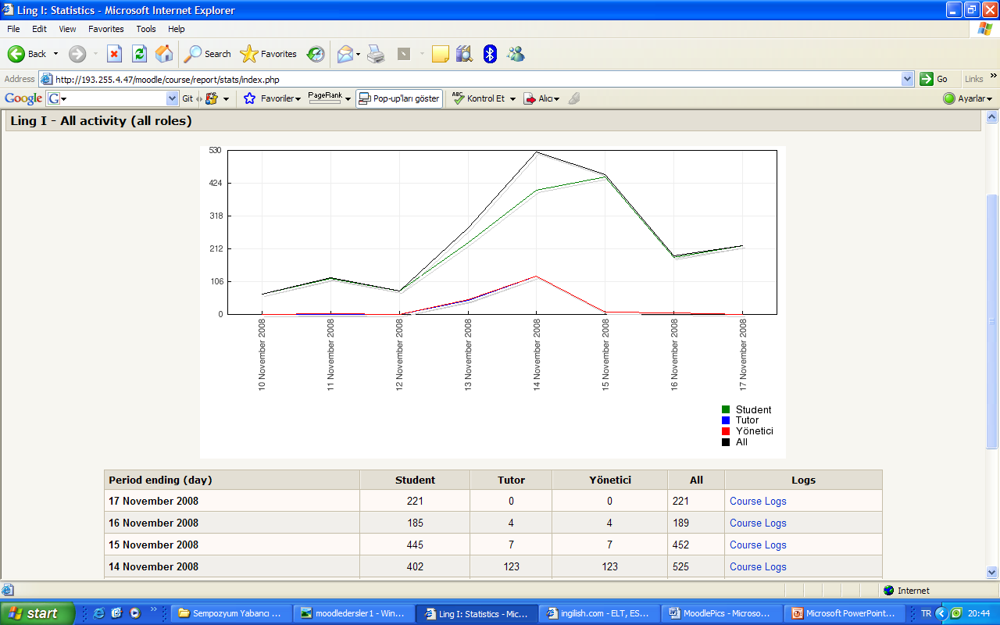 Ling I: Statistics - Microsoft Internet Explorer
File Edit View Favorites Tools Help
Back Search Favorites
Address http://193.255.4.47/moodle/course/report/stats/index.php Go Links »
Google G Git Favoriler PageRank Pop-up'ları göster ABC Kontrol Et Alıcı Ayarlar
Ling I - All activity (all roles)
530
424
318
212
106
0
10 November 2008
11 November 2008
12 November 2008
13 November 2008
14 November 2008
15 November 2008
16 November 2008
17 November 2008
Student
Tutor
Yönetici
All
Period ending (day) Student Tutor Yönetici All Logs
17 November 2008 221 0 0 221 Course Logs
16 November 2008 185 4 4 189 Course Logs
15 November 2008 445 7 7 452 Course Logs
14 November 2008 402 123 123 525 Course Logs
Internet
start » Sempozyum Yabancı ... moodledersler1 - Win... Ling I: Statistics - Mic... ingilish.com - ELT, ES... MoodlePics - Microso... Microsoft PowerPoint... TR 20:44